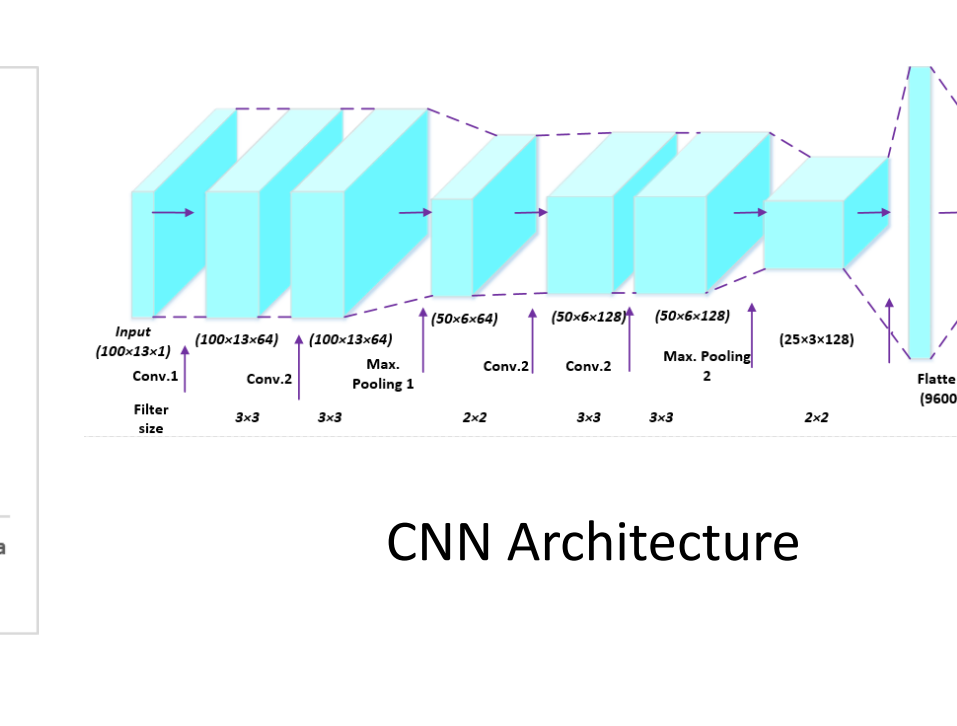 Input
(100×13×1)
(100×13×64)
(100×13×64)
(50×6×64)
(50×6×128)
(50×6×128)
(25×3×128)
Conv.1
Conv.2
Max.
Pooling 1
Conv.2
Conv.2
Max. Pooling
2
Flatte
(9600
Filter
size
3×3
3×3
2×2
3×3
3×3
2×2
a
CNN Architecture